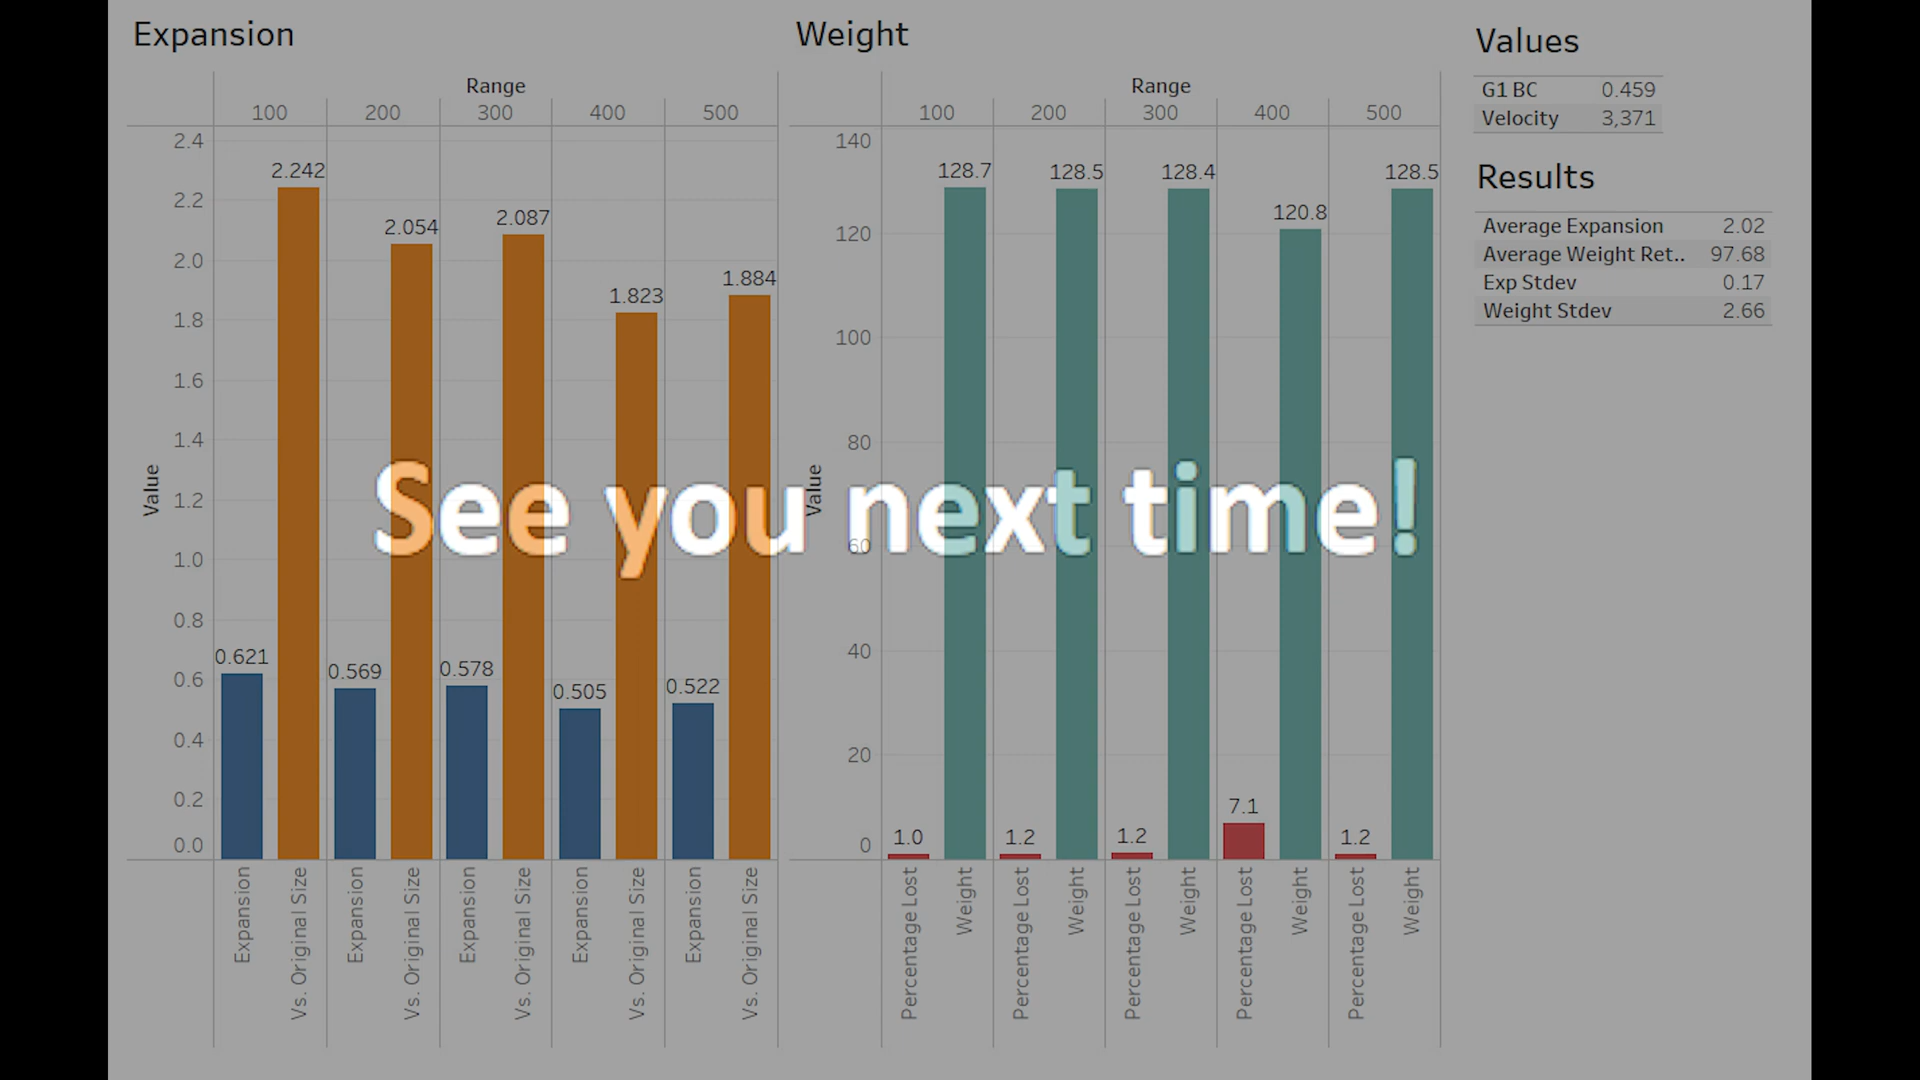 Expansion
Range
100 200 300 400 500
2.4
2.2
2.0
1.8
1.6
1.4
1.2
1.0
0.8
0.6
0.4
0.2
0.0
Value
2.242
2.054
2.087
1.823
1.884
0.621
0.569
0.578
0.505
0.522
Expansion
Vs. Original Size
Expansion
Vs. Original Size
Expansion
Vs. Original Size
Expansion
Vs. Original Size
Expansion
Vs. Original Size
Weight
Range
100 200 300 400 500
140
120
100
80
60
40
20
0
Value
128.7
128.5
128.4
120.8
128.5
1.0
1.2
1.2
7.1
1.2
Percentage Lost
Weight
Percentage Lost
Weight
Percentage Lost
Weight
Percentage Lost
Weight
Percentage Lost
Weight
Values
G1 BC 0.459
Velocity 3,371
Results
Average Expansion 2.02
Average Weight Ret.. 97.68
Exp Stdev 0.17
Weight Stdev 2.66
See you next time!